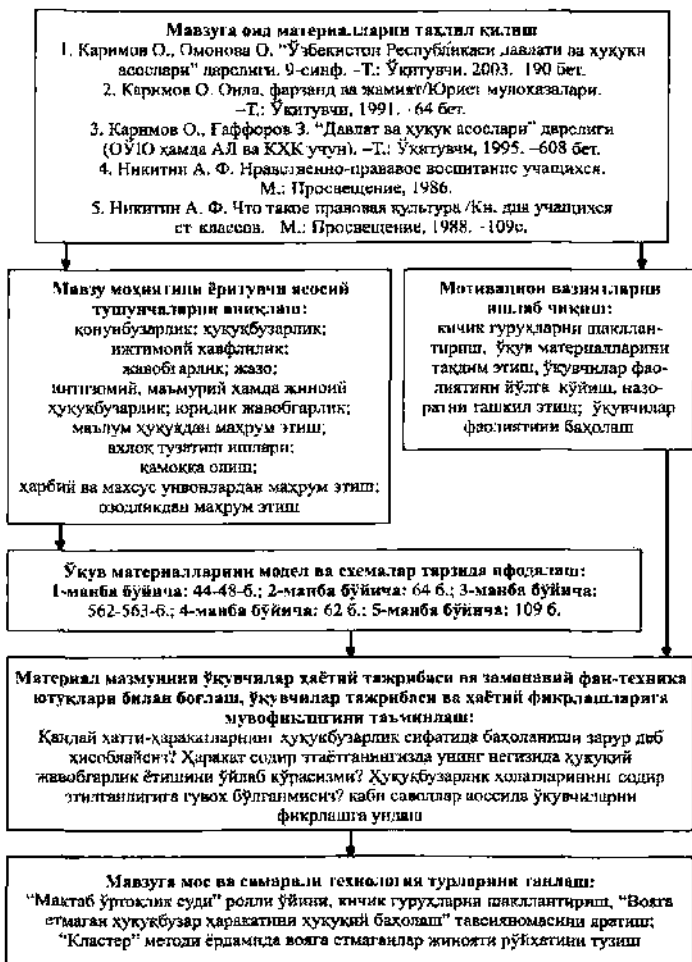 Мавзуга оид материалларни таҳлил қилиш
1. Каримов О., Омонова О. “Ўзбекистон Республикаси давлати ва ҳуқуқи
асослари” дарслиги. 9-синф. –Т.: Ўқитувчи. 2003. 190 бет.
2. Каримов О. Оила, фарзанд ва жамият/Юрист мулоҳазалари.
–Т.: Ўқитувчи, 1991. - 64 бет.
3. Каримов О., Ғаффоров З. “Давлат ва ҳуқуқ асослари” дарслиги
(ОЎЮ ҳамда АЛ ва КҲК учун). –Т.: Ўқитувчи, 1995. –608 бет.
4. Никитин А. Ф. Нравственно-прававое воспитание учащихся.
М.: Просвещение, 1986.
5. Никитин А. Ф. Что такое правовая культура /Кн. для учащихся
ст. классов. М.: Просвещение, 1988. -109с.
Мавзу моҳиятини ёритувчи асосий
тушунчаларни аниқлаш:
қонунбузарлик; ҳуқуқбузарлик;
ижтимоий хавфлилик;
жавобгарлик; жазо;
интизомий, маъмурий ҳамда жиноий
ҳуқуқбузарлик; юридик жавобгарлик;
маълум ҳуқуқдан маҳрум этиш;
ахлоқ тузатиш ишлари;
қамоққа олиш;
ҳарбий ва махсус унвонлардан маҳрум этиш;
озодликдан маҳрум этиш
Мотивацион вазиятларни
ишлаб чиқиш:
кичик гуруҳларни шакллан-
тириш, ўқув материалларини
тақдим этиш, ўқувчилар фао-
лиятини йўлга қўйиш, назо-
ратни ташкил этиш; ўқувчилар
фаолиятини баҳолаш
Ўқув материалларини модел ва схемалар тарзида ифодалаш:
1-манба бўйича: 44-48-б.; 2-манба бўйича: 64 б.; 3-манба бўйича:
562-563-б.; 4-манба бўйича: 62 б.; 5-манба бўйича: 109 б.
Материал мазмунини ўқувчилар ҳаётий тажрибаси ва замонавий фан-техника
ютуқлари билан боғлаш, ўқувчилар тажрибаси ва ҳаётий фикрлашларига
мувофиқлигини таъминлаш:
Қандай хатти-ҳаракатларнинг ҳуқуқбузарлик сифатида баҳоланиши зарур деб
ҳисоблайсиз? Ҳаракат содир этаётганингизда унинг негизида ҳуқуқий
жавобгарлик ётишини ўйлаб кўрасизми? Ҳуқуқбузарлик ҳолатларининг содир
этилганлигига гувоҳ бўлганмисиз? каби саволлар воссила ўқувчиларни
фикрлашга ундаш
Мавзуга мос ва самарали технология турларини танлаш:
“Мактаб ўртоқлик суди” ролли ўйини, кичик гуруҳларни шакллантириш, “Вояга
етмаган ҳуқуқбузар ҳаракатини ҳуқуқий баҳолаш” тавсияномасини яратиш;
“Кластер” методи ёрдамида вояга етмаганлар жинояти рўйхатини тузиш